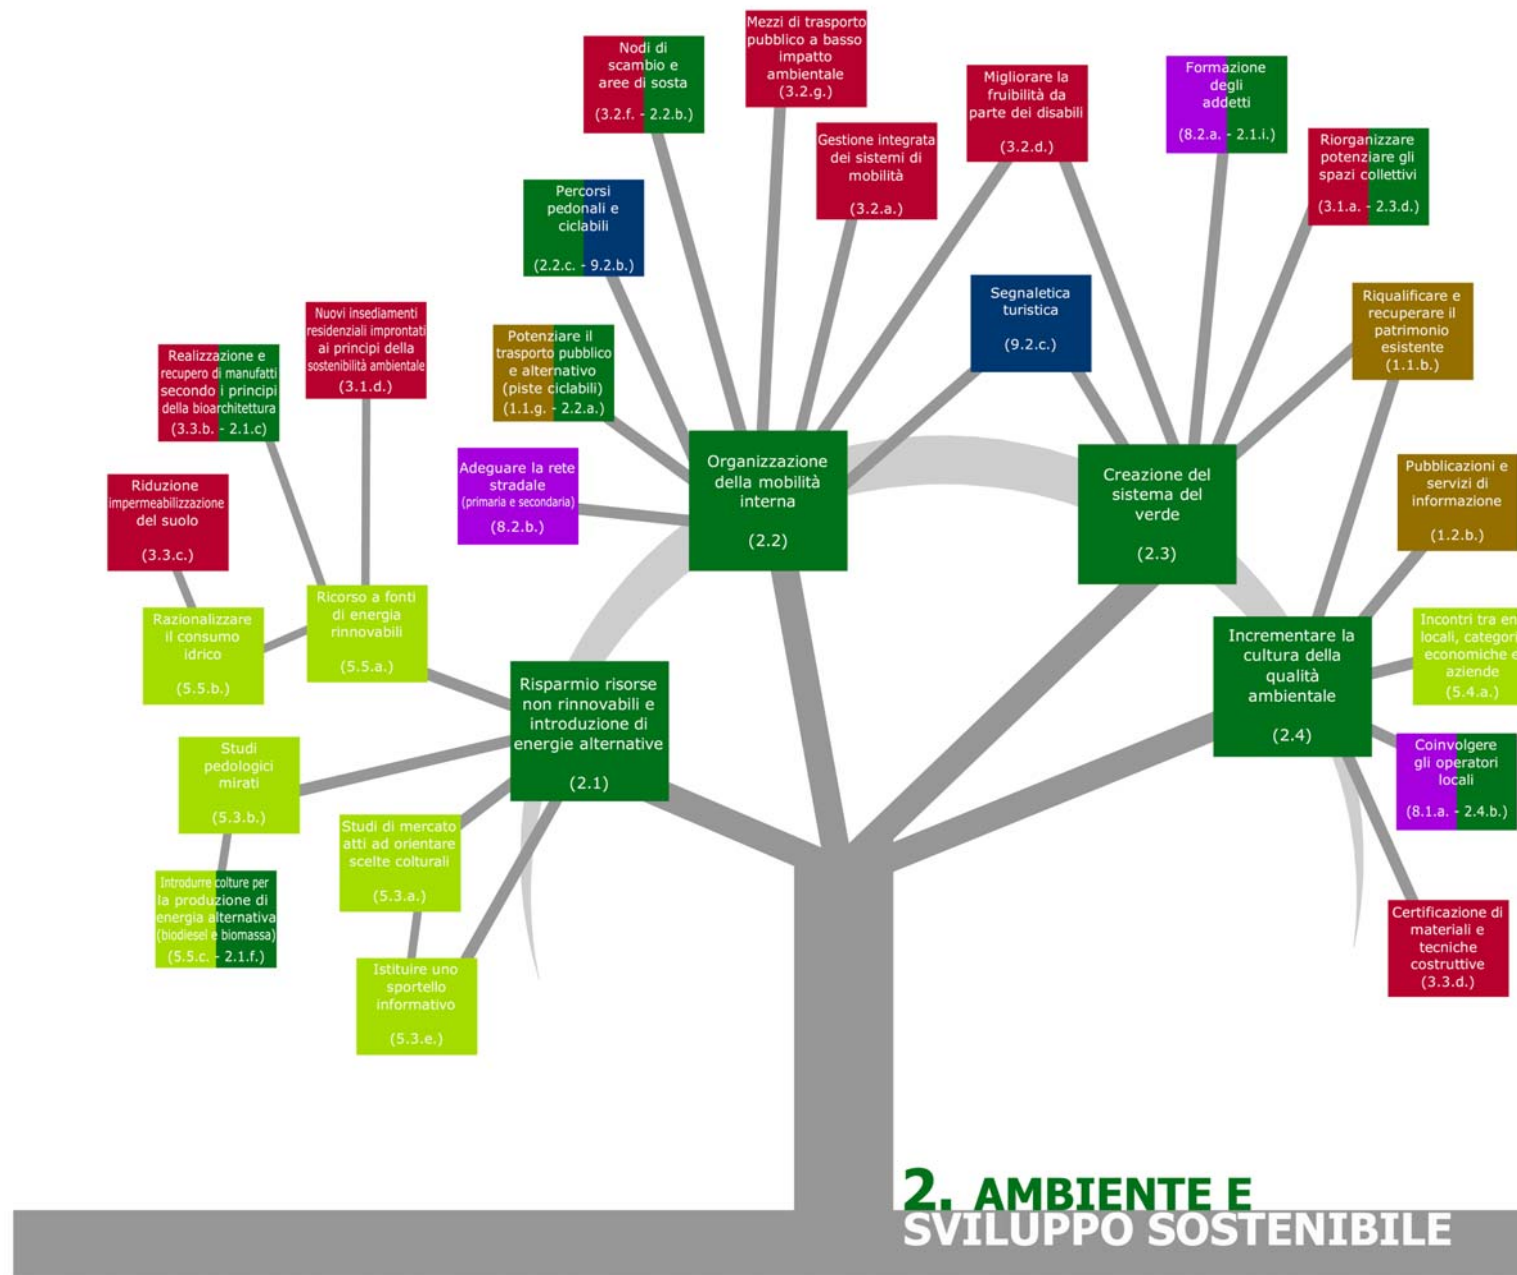 Mezzi di trasporto
pubblico a basso
impatto
ambientale
(3.2.g.)
Nodi di
scambio e
aree di sosta
(3.2.f. - 2.2.b.)
Migliorare la
fruibilità da
parte dei disabili
(3.2.d.)
Formazione
degli
addetti
(8.2.a. - 2.1.i.)
Gestione integrata
dei sistemi di
mobilità
(3.2.a.)
Riorganizzare
potenziare gli
spazi collettivi
(3.1.a. - 2.3.d.)
Percorsi
pedonali e
ciclabili
(2.2.c. - 9.2.b.)
Segnaletica
turistica
(9.2.c.)
Riqualificare e
recuperare il
patrimonio
esistente
(1.1.b.)
Nuovi insediamenti
residenziali improntati
ai principi della
sostenibilità ambientale
(3.1.d.)
Potenziare il
trasporto pubblico
e alternativo
(piste ciclabili)
(1.1.g. - 2.2.a.)
Realizzazione e
recupero di manufatti
secondo i principi
della bioarchitettura
(3.3.b. - 2.1.c)
Adeguare la rete
stradale
(primaria e secondaria)
(8.2.b.)
Organizzazione
della mobilità
interna
(2.2)
Creazione del
sistema del
verde
(2.3)
Pubblicazioni e
servizi di
informazione
(1.2.b.)
Riduzione
impermeabilizzazione
del suolo
(3.3.c.)
Ricorso a fonti
di energia
rinnovabili
(5.5.a.)
Razionalizzare
il consumo
idrico
(5.5.b.)
Incrementare la
cultura della
qualità
ambientale
(2.4)
Incontri tra en
locali, categori
economiche e
aziende
(5.4.a.)
Risparmio risorse
non rinnovabili e
introduzione di
energie alternative
(2.1)
Studi
pedologici
mirati
(5.3.b.)
Coinvolgere
gli operatori
locali
(8.1.a. - 2.4.b.)
Studi di mercato
atti ad orientare
scelte colturali
(5.3.a.)
Introdurre colture per
la produzione di
energia alternativa
(biodiesel e biomassa)
(5.5.c. - 2.1.f.)
Certificazione di
materiali e
tecniche
costruttive
(3.3.d.)
Istituire uno
sportello
informativo
(5.3.e.)
2. AMBIENTE E
SVILUPPO SOSTENIBILE